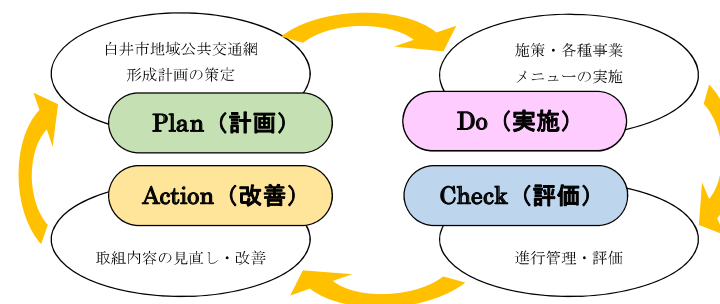 白井市地域公共交通網
形成計画の策定
Plan（計画）
施策・各種事業
メニューの実施
Do（実施）
Action（改善）
取組内容の見直し・改善
Check（評価）
進行管理・評価